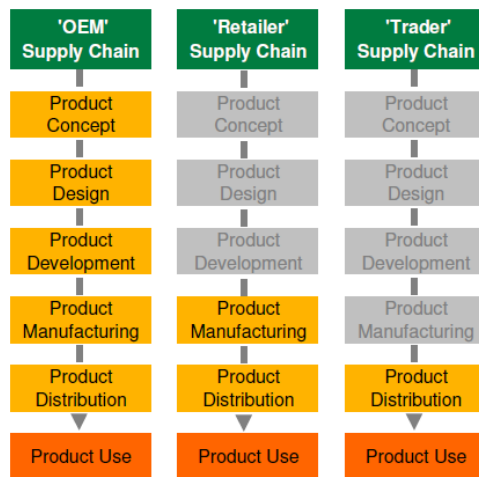 'OEM'
Supply Chain
Product
Concept
Product
Design
Product
Development
Product
Manufacturing
Product
Distribution
Product Use
'Retailer'
Supply Chain
Product
Concept
Product
Design
Product
Development
Product
Manufacturing
Product
Distribution
Product Use
'Trader'
Supply Chain
Product
Concept
Product
Design
Product
Development
Product
Manufacturing
Product
Distribution
Product Use